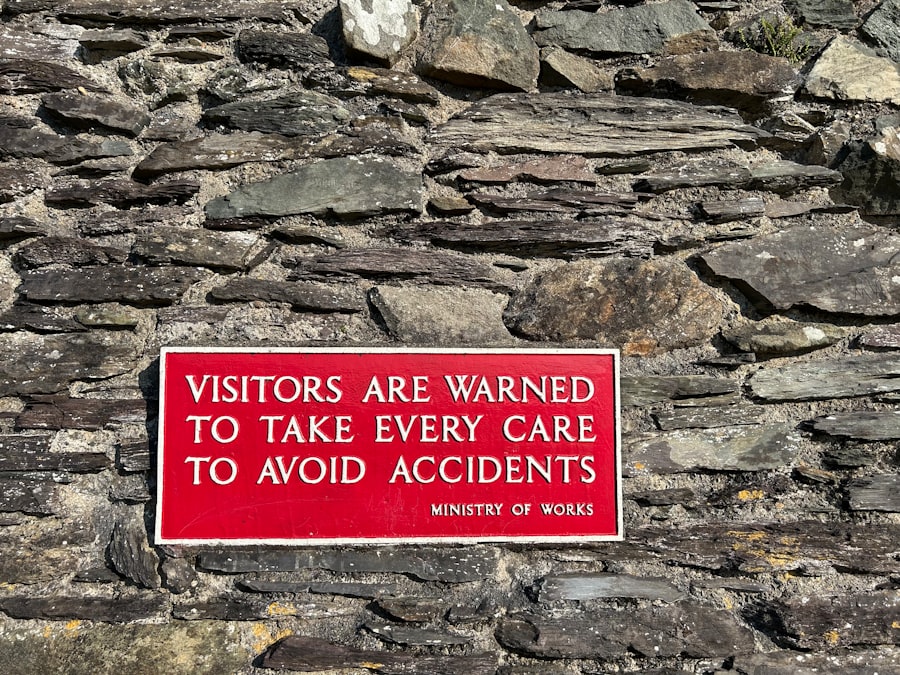 VISITORS ARE WARNED
TO TAKE EVERY CARE
TO AVOID ACCIDENTS
MINISTRY OF WORKS